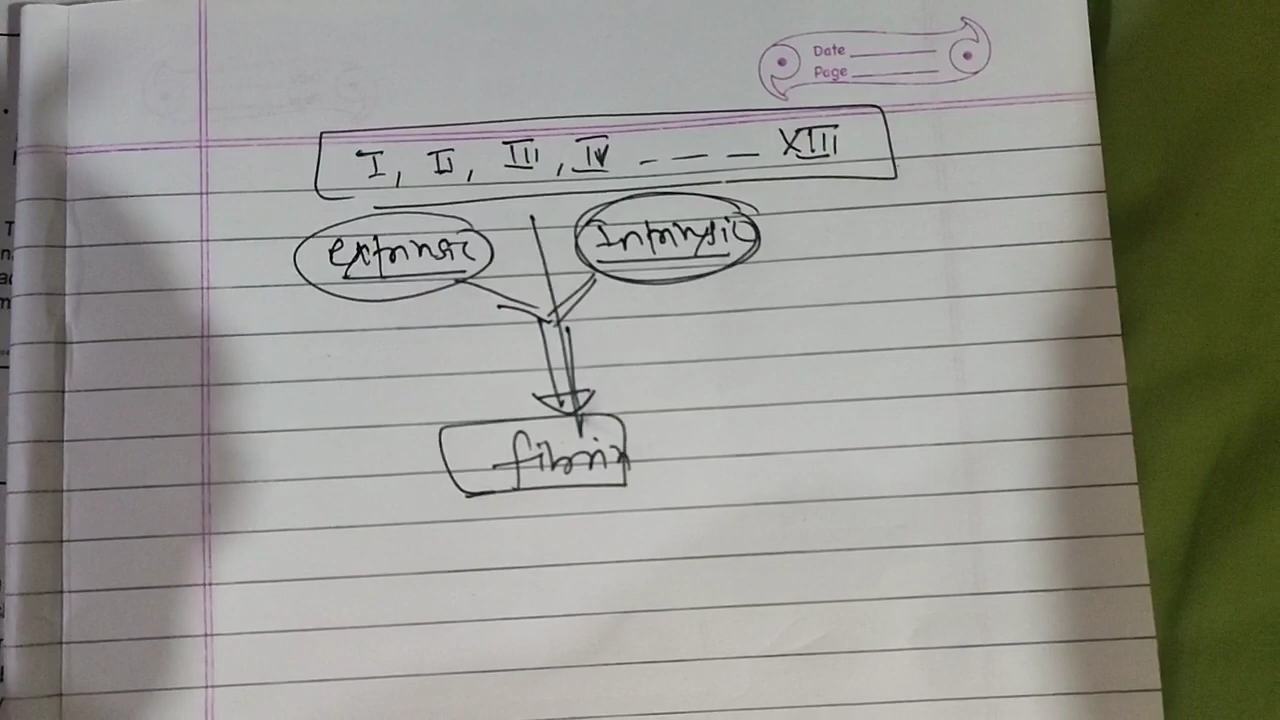 Date
Page
I, II, III, IV ---- XIII
extrinsic Intrinsic
fibrin